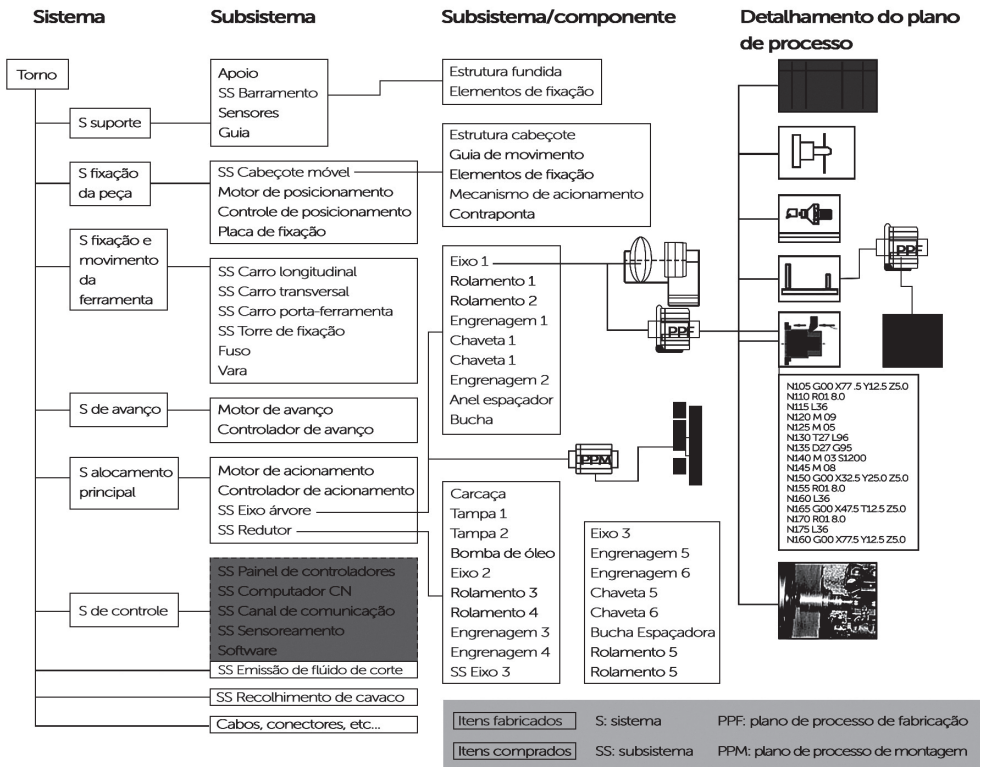 Sistema
Subsistema
Subsistema/componente
Detalhamento do plano
de processo
Torno
S suporte
Apoio
SS Barramento
Sensores
Guia
Estrutura fundida
Elementos de fixação
S fixação
da peça
SS Cabeçote móvel
Motor de posicionamento
Controle de posicionamento
Placa de fixação
Estrutura cabeçote
Guia de movimento
Elementos de fixação
Mecanismo de acionamento
Contraponta
S fixação e
movimento
da
ferramenta
SS Carro longitudinal
SS Carro transversal
SS Carro porta-ferramenta
SS Torre de fixação
Fuso
Vara
Eixo 1
Rolamento 1
Rolamento 2
Engrenagem 1
Chaveta 1
Chaveta 1
Engrenagem 2
Anel espaçador
Bucha
PPF
PPF
S de avanço
Motor de avanço
Controlador de avanço
PPM
S alocamento
principal
Motor de acionamento
Controlador de acionamento
SS Eixo árvore
SS Redutor
Carcaça
Tampa 1
Tampa 2
Bomba de óleo
Eixo 2
Rolamento 3
Rolamento 4
Engrenagem 3
Engrenagem 4
SS Eixo 3
Eixo 3
Engrenagem 5
Engrenagem 6
Chaveta 5
Chaveta 6
Bucha Espaçadora
Rolamento 5
Rolamento 5
N105 G00 X77 .5 Y12.5 Z5.0
N110 R01 8.0
N115 L36
N120 M 09
N125 M 05
N130 T27 L96
N135 D27 G95
N140 M 03 S1200
N145 M 08
N150 G00 X32.5 Y25.0 Z5.0
N155 R01 8.0
N160 L36
N165 G00 X47.5 T12.5 Z5.0
N170 R01 8.0
N175 L36
N160 G00 X77.5 Y12.5 Z5.0
S de controle
SS Painel de controladores
SS Computador CN
SS Canal de comunicação
SS Sensoreamento
Software
SS Emissão de flúido de corte
SS Recolhimento de cavaco
Cabos, conectores, etc...
Itens fabricados
S: sistema
PPF: plano de processo de fabricação
Itens comprados
SS: subsistema
PPM: plano de processo de montagem